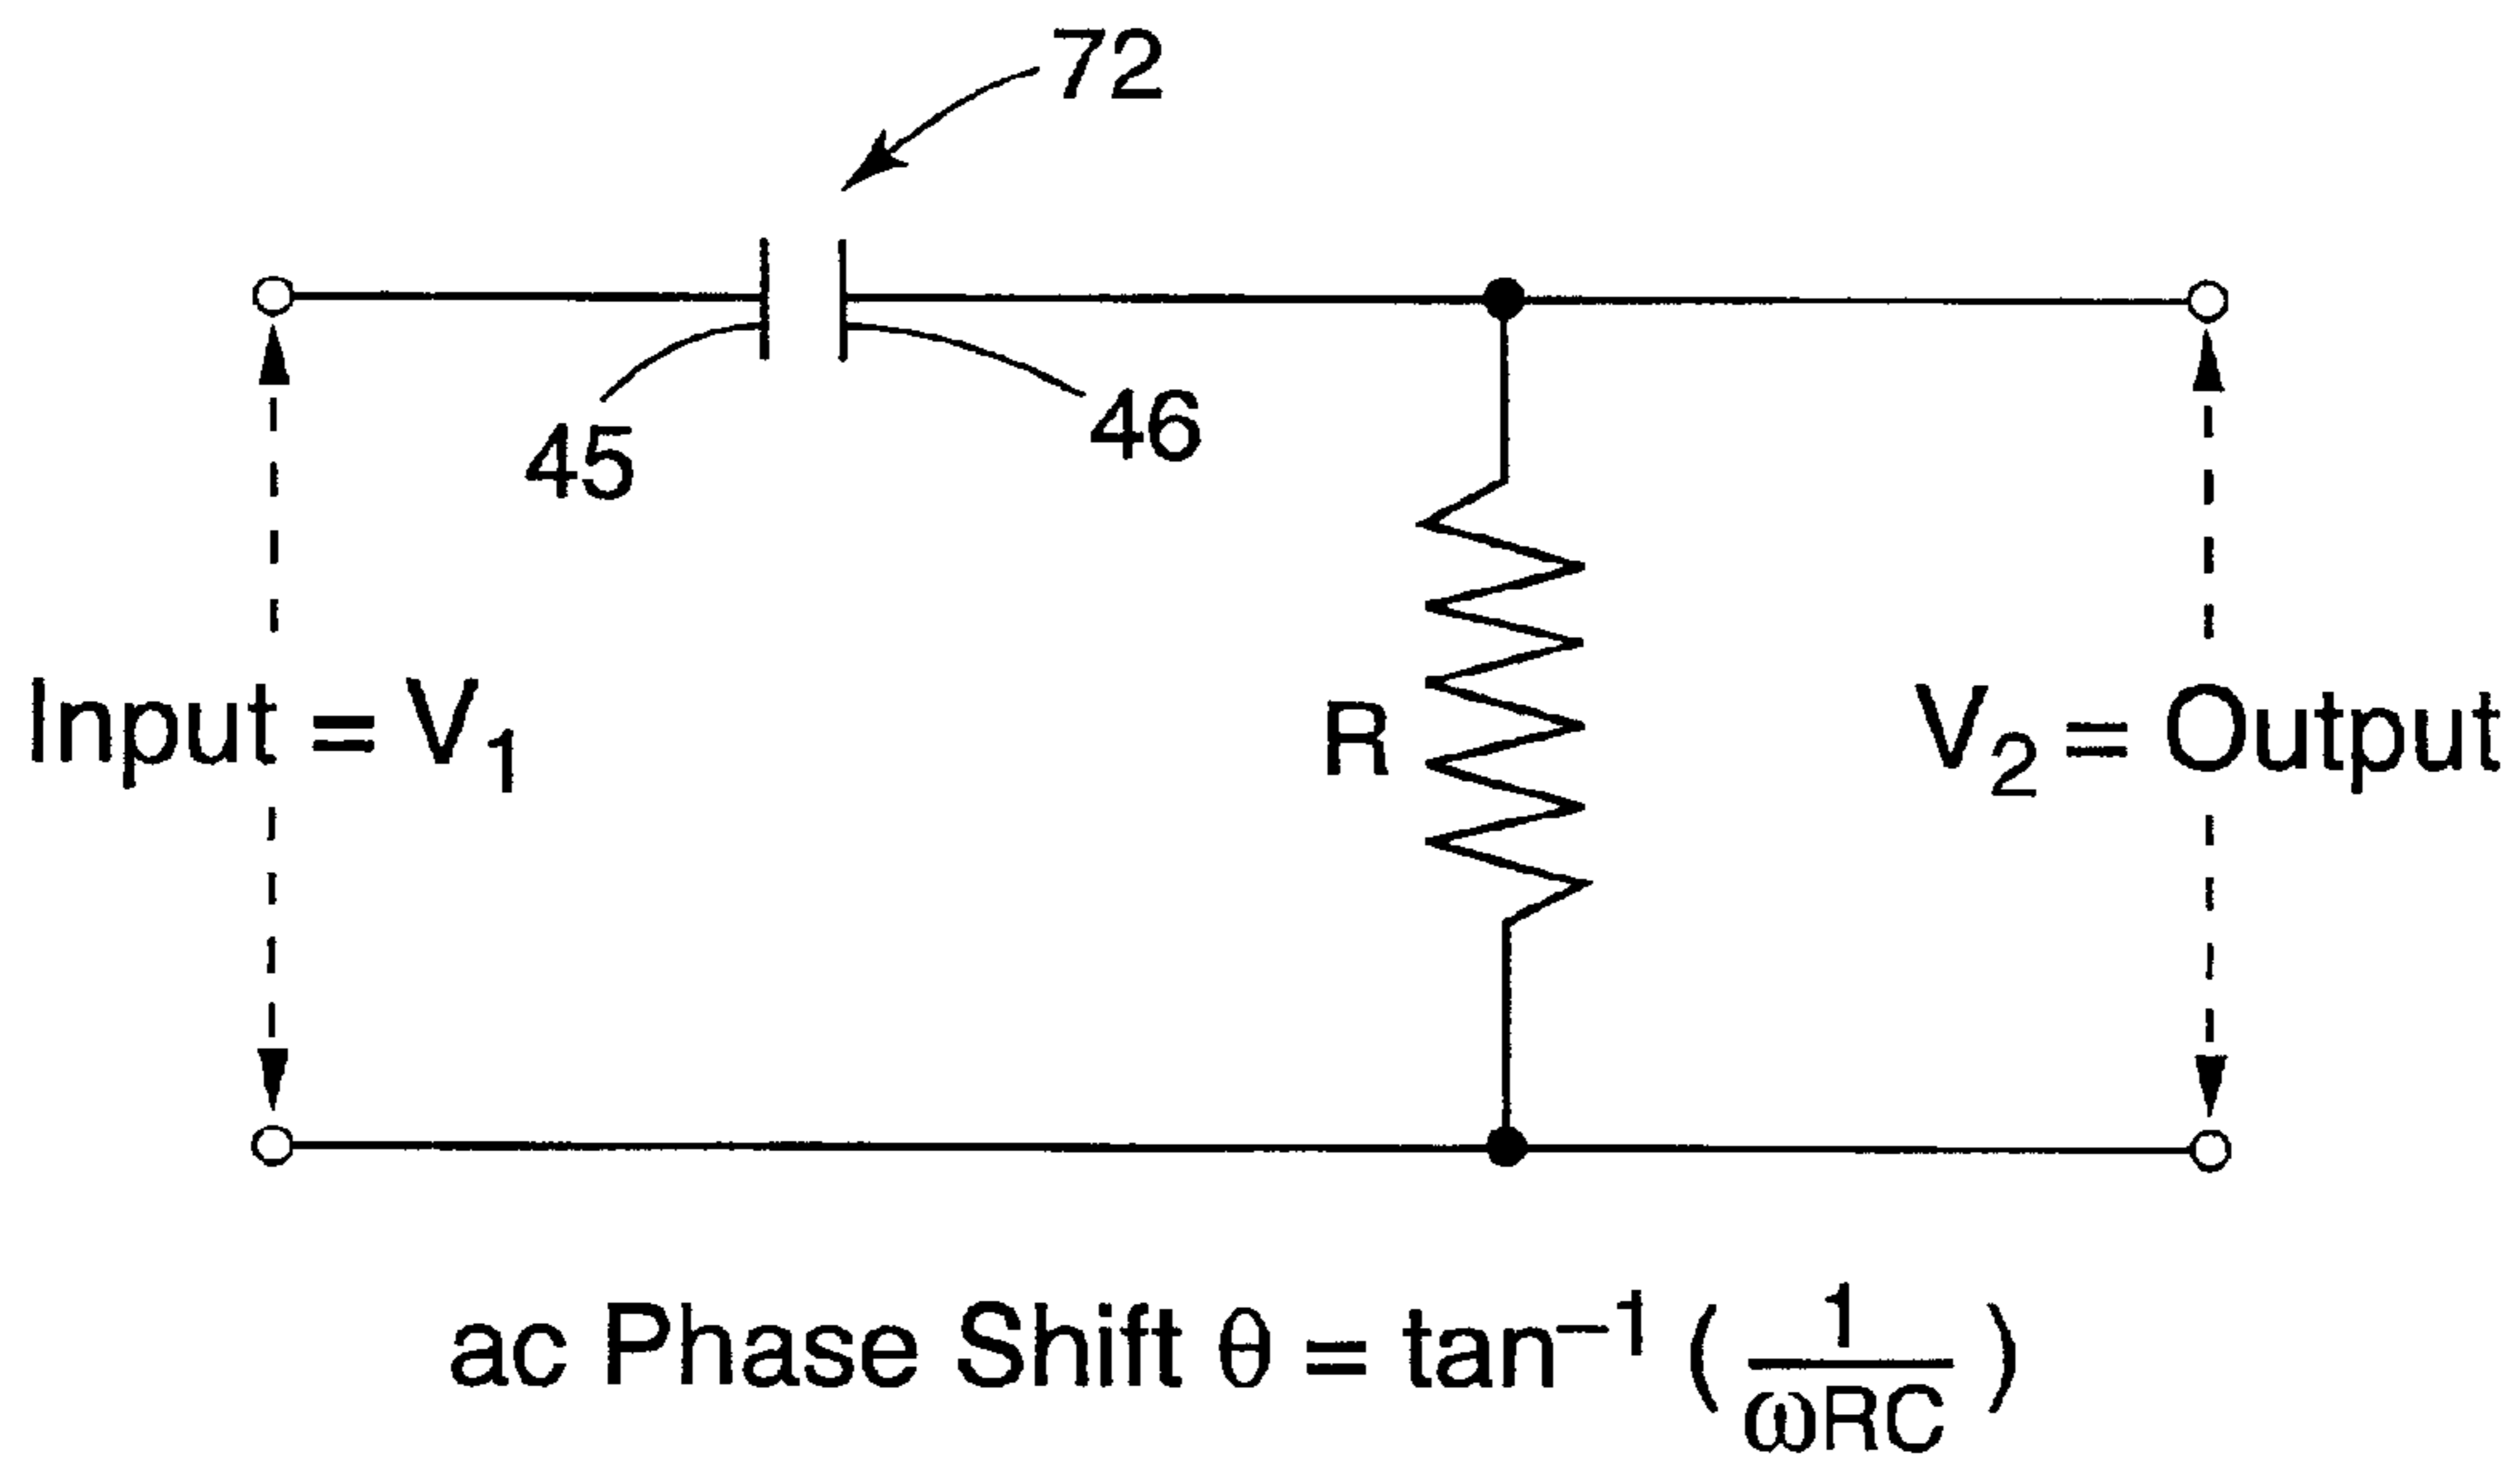 72
45
46
Input = V₁
R
V₂ = Output
ac Phase Shift θ = tan⁻¹ (1/ωRC)